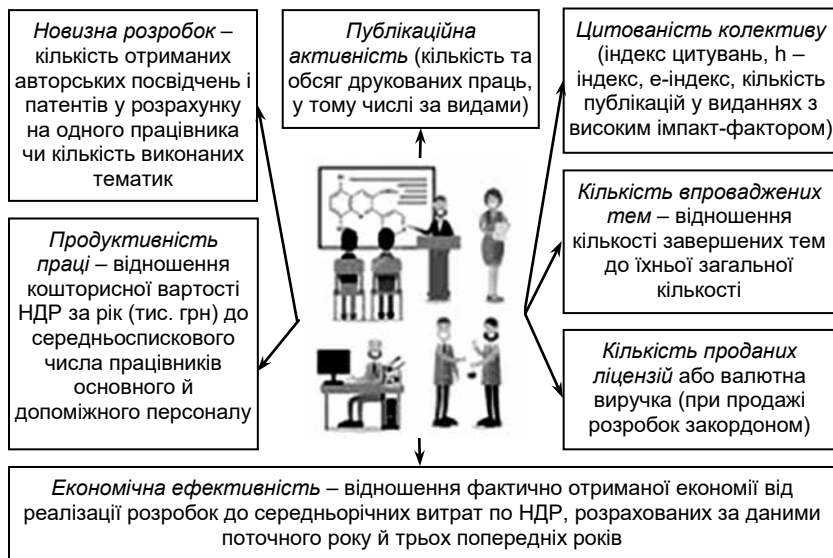 Новизна розробок –
кількість отриманих
авторських посвідчень і
патентів у розрахунку
на одного працівника
чи кількість виконаних
тематик
Публікаційна
активність (кількість та
обсяг друкованих праць,
у тому числі за видами)
Цитованість колективу
(індекс цитувань, h –
індекс, e-індекс, кількість
публікацій у виданнях з
високим імпакт-фактором)
Продуктивність
праці – відношення
кошторисної вартості
НДР за рік (тис. грн) до
середньоспискового
числа працівників
основного й
допоміжного персоналу
Кількість впроваджених
тем – відношення
кількості завершених тем
до їхньої загальної
кількості
Кількість проданих
ліцензій або валютна
виручка (при продажі
розробок закордоном)
Економічна ефективність – відношення фактично отриманої економії від
реалізації розробок до середньорічних витрат по НДР, розрахованих за даними
поточного року й трьох попередніх років